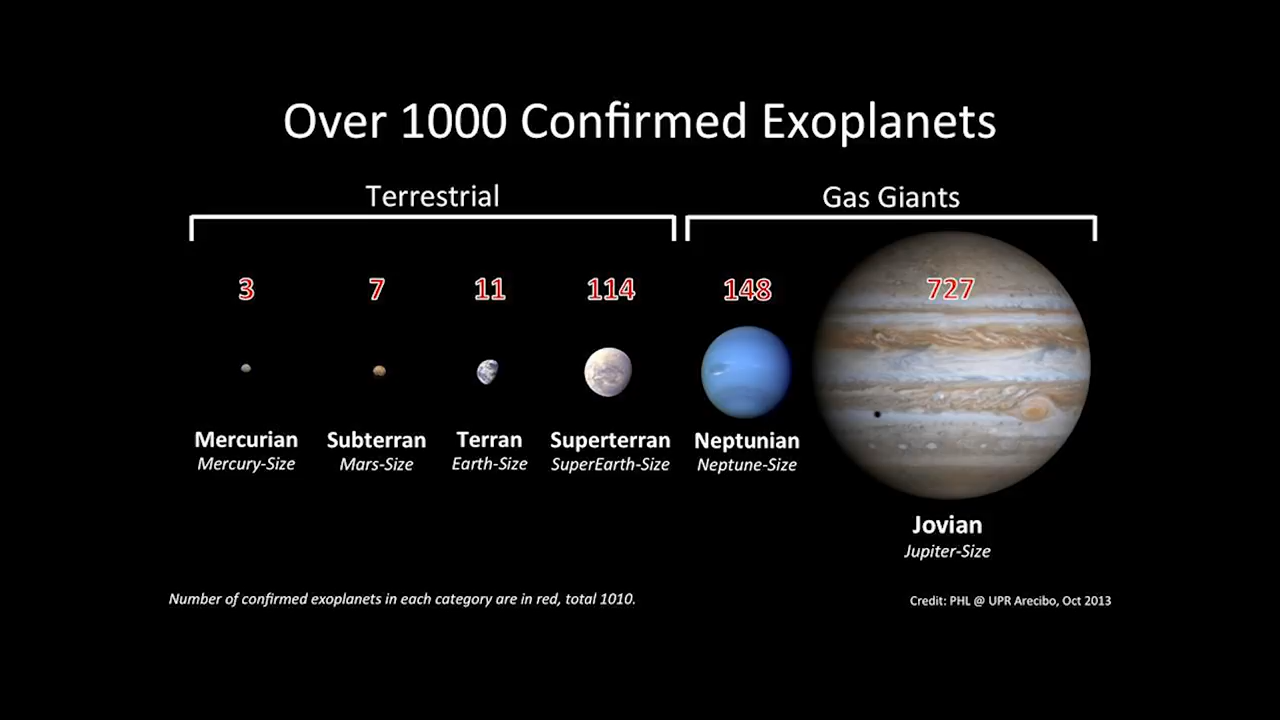 Over 1000 Confirmed Exoplanets
Terrestrial
Gas Giants
3
7
11
114
148
727
Mercurian
Mercury-Size
Subterran
Mars-Size
Terran
Earth-Size
Superterran
SuperEarth-Size
Neptunian
Neptune-Size
Jovian
Jupiter-Size
Number of confirmed exoplanets in each category are in red, total 1010.
Credit: PHL @ UPR Arecibo, Oct 2013